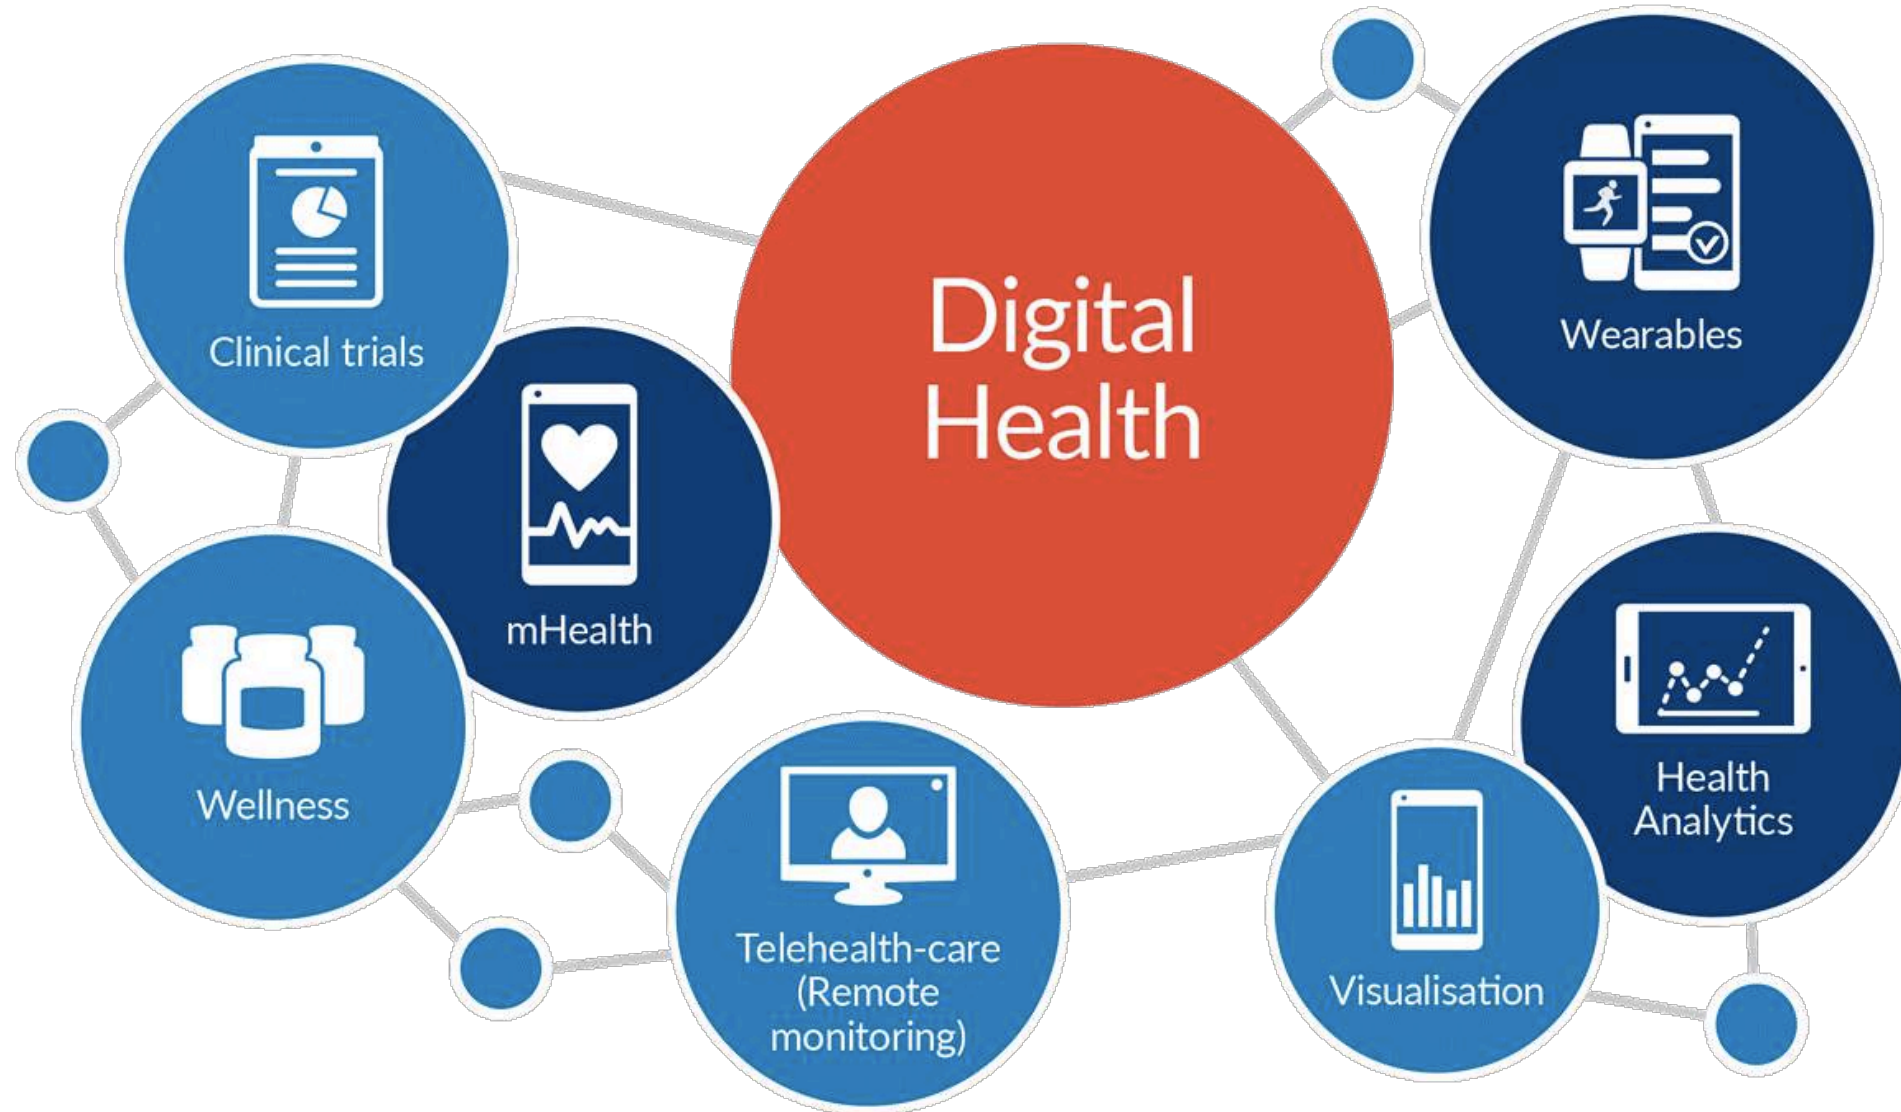 Digital
Health
Clinical trials
Wearables
mHealth
Wellness
Health
Analytics
Telehealth-care
(Remote
monitoring)
Visualisation